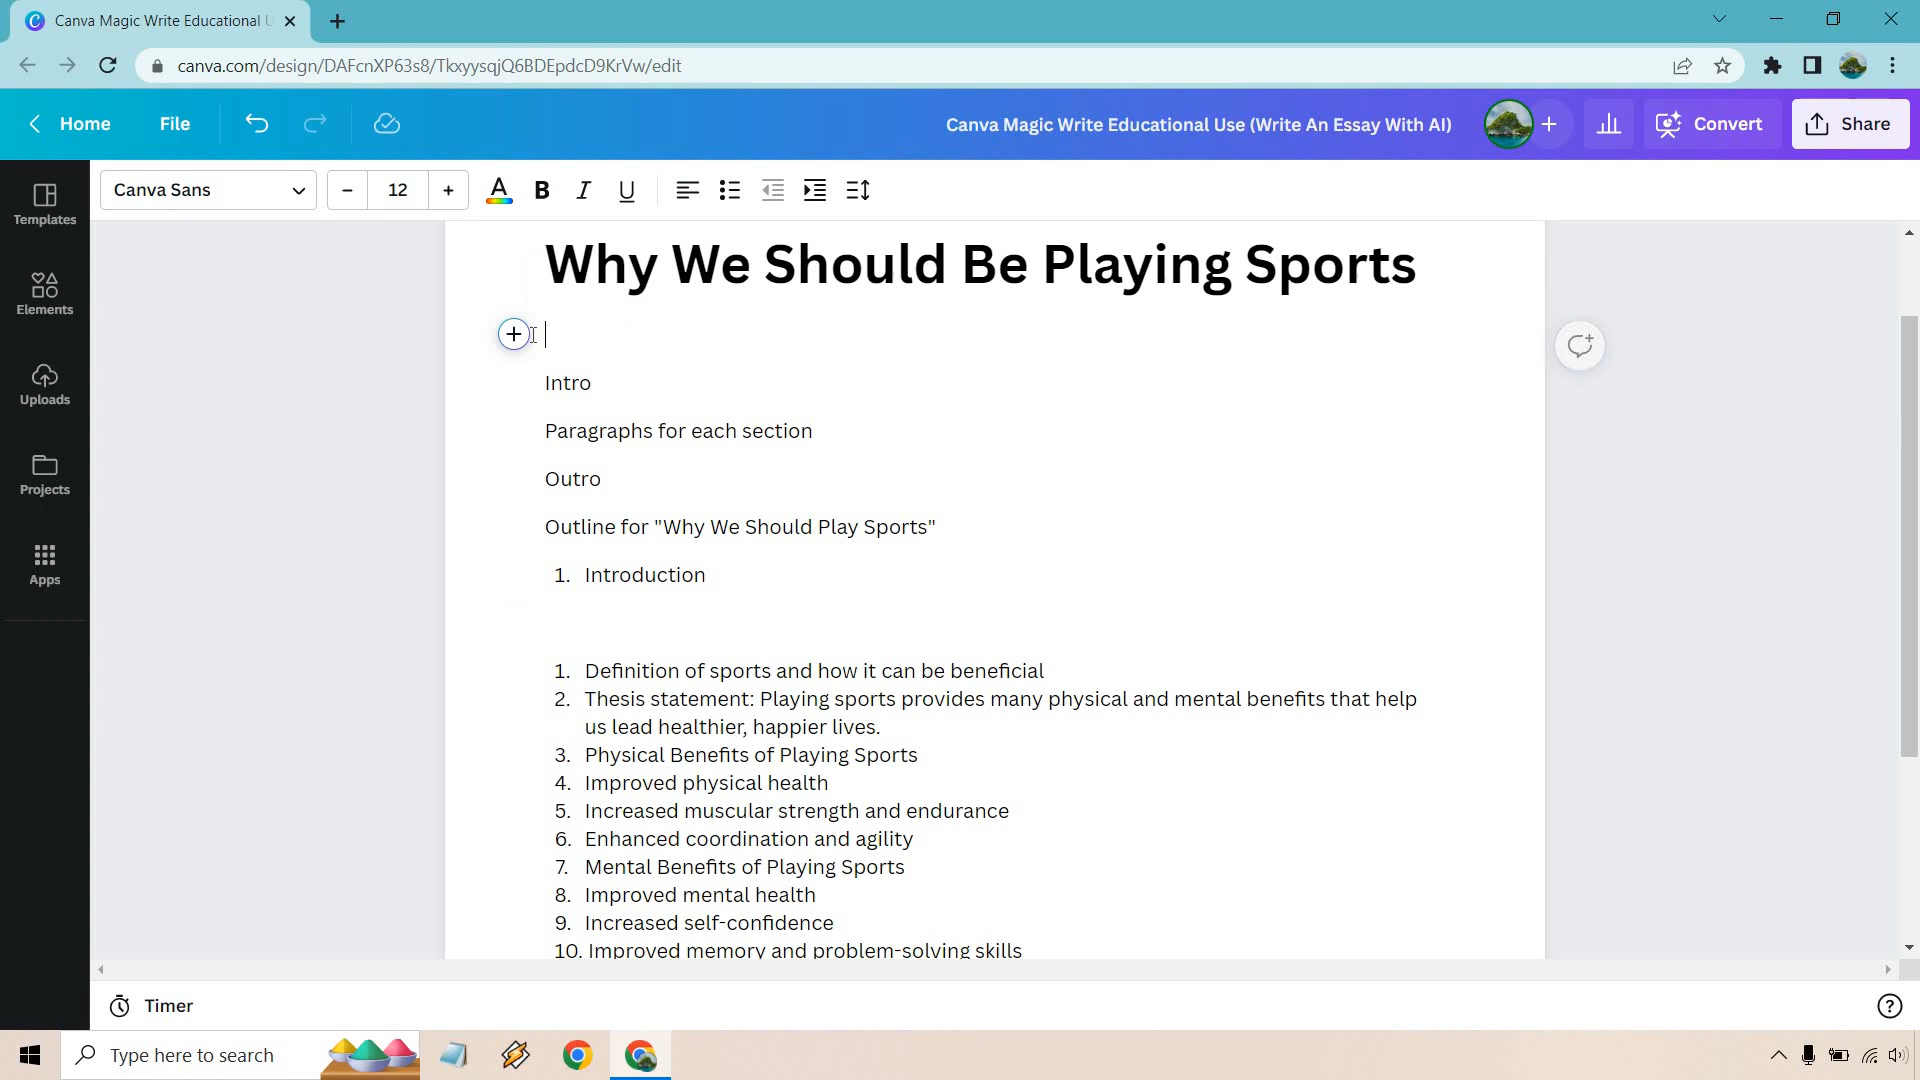 Canva Magic Write Educational U
canva.com/design/DAFcnXP63s8/TkxyysqjQ6BDEpdcD9KrVw/edit
Home
File
Canva Magic Write Educational Use (Write An Essay With AI)
Convert
Share
Canva Sans
12
Templates
Elements
Uploads
Projects
Apps
Why We Should Be Playing Sports
Intro
Paragraphs for each section
Outro
Outline for "Why We Should Play Sports"
1. Introduction
1. Definition of sports and how it can be beneficial
2. Thesis statement: Playing sports provides many physical and mental benefits that help
us lead healthier, happier lives.
3. Physical Benefits of Playing Sports
4. Improved physical health
5. Increased muscular strength and endurance
6. Enhanced coordination and agility
7. Mental Benefits of Playing Sports
8. Improved mental health
9. Increased self-confidence
10. Improved memory and problem-solving skills
Timer
Type here to search